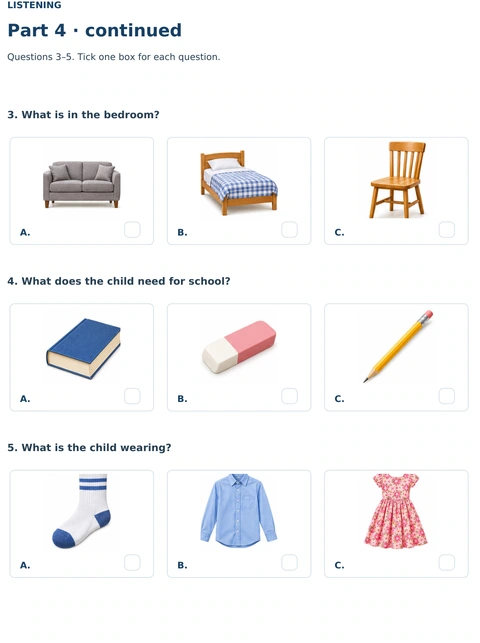 LISTENING
Part 4 · continued
Questions 3–5. Tick one box for each question.
3. What is in the bedroom?
A.
B.
C.
4. What does the child need for school?
A.
B.
C.
5. What is the child wearing?
A.
B.
C.